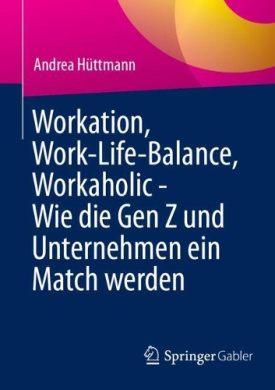 Andrea Hüttmann
Workation,
Work-Life-Balance,
Workaholic -
Wie die Gen Z und
Unternehmen ein
Match werden
Springer Gabler